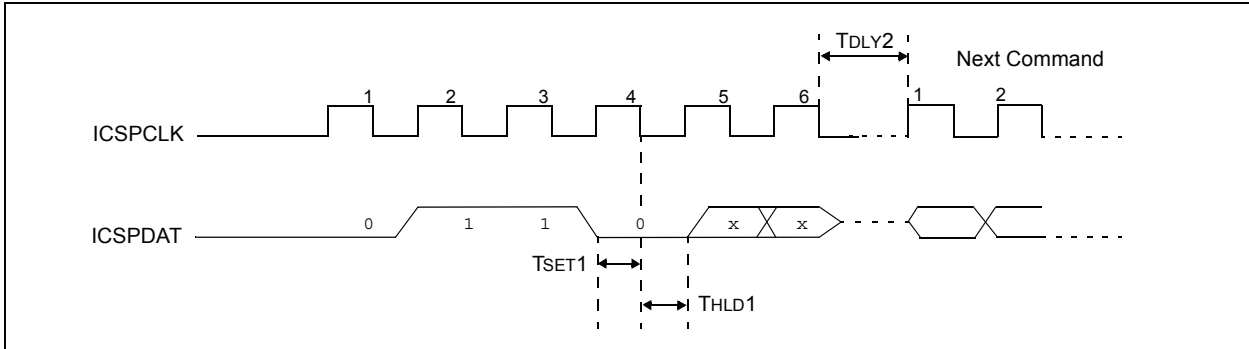 TDLY2
Next Command
1 2 3 4 5 6 1 2
ICSPCLK
ICSPDAT
0 1 1 0 x x
TSET1
THLD1